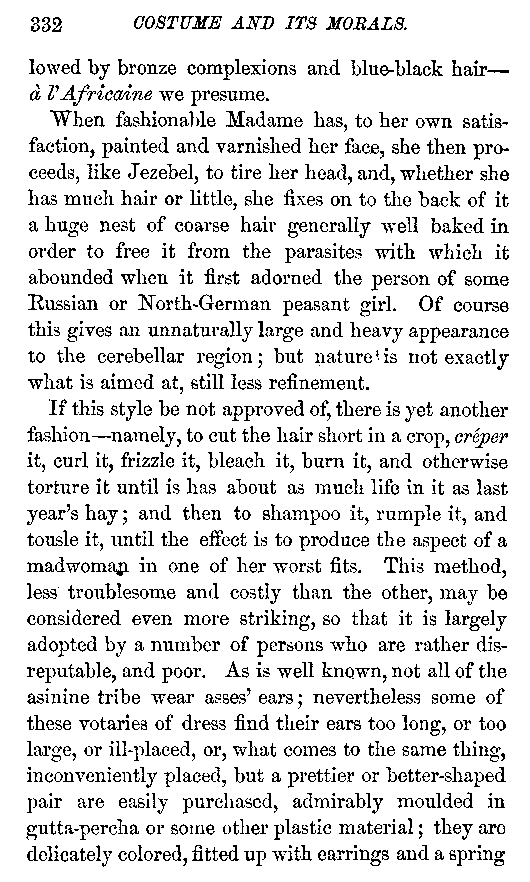 332 COSTUME AND ITS MORALS.
lowed by bronze complexions and blue-black hair—
à l'Africaine we presume.
When fashionable Madame has, to her own satis-
faction, painted and varnished her face, she then pro-
ceeds, like Jezebel, to tire her head, and, whether she
has much hair or little, she fixes on to the back of it
a huge nest of coarse hair generally well baked in
order to free it from the parasites with which it
abounded when it first adorned the person of some
Russian or North-German peasant girl. Of course
this gives an unnaturally large and heavy appearance
to the cerebellar region; but nature is not exactly
what is aimed at, still less refinement.
If this style be not approved of, there is yet another
fashion—namely, to cut the hair short in a crop, créper
it, curl it, frizzle it, bleach it, burn it, and otherwise
torture it until is has about as much life in it as last
year's hay; and then to shampoo it, rumple it, and
tousle it, until the effect is to produce the aspect of a
madwoman in one of her worst fits. This method,
less troublesome and costly than the other, may be
considered even more striking, so that it is largely
adopted by a number of persons who are rather dis-
reputable, and poor. As is well known, not all of the
asinine tribe wear asses' ears; nevertheless some of
these votaries of dress find their ears too long, or too
large, or ill-placed, or, what comes to the same thing,
inconveniently placed, but a prettier or better-shaped
pair are easily purchased, admirably moulded in
gutta-percha or some other plastic material; they are
delicately colored, fitted up with earrings and a spring